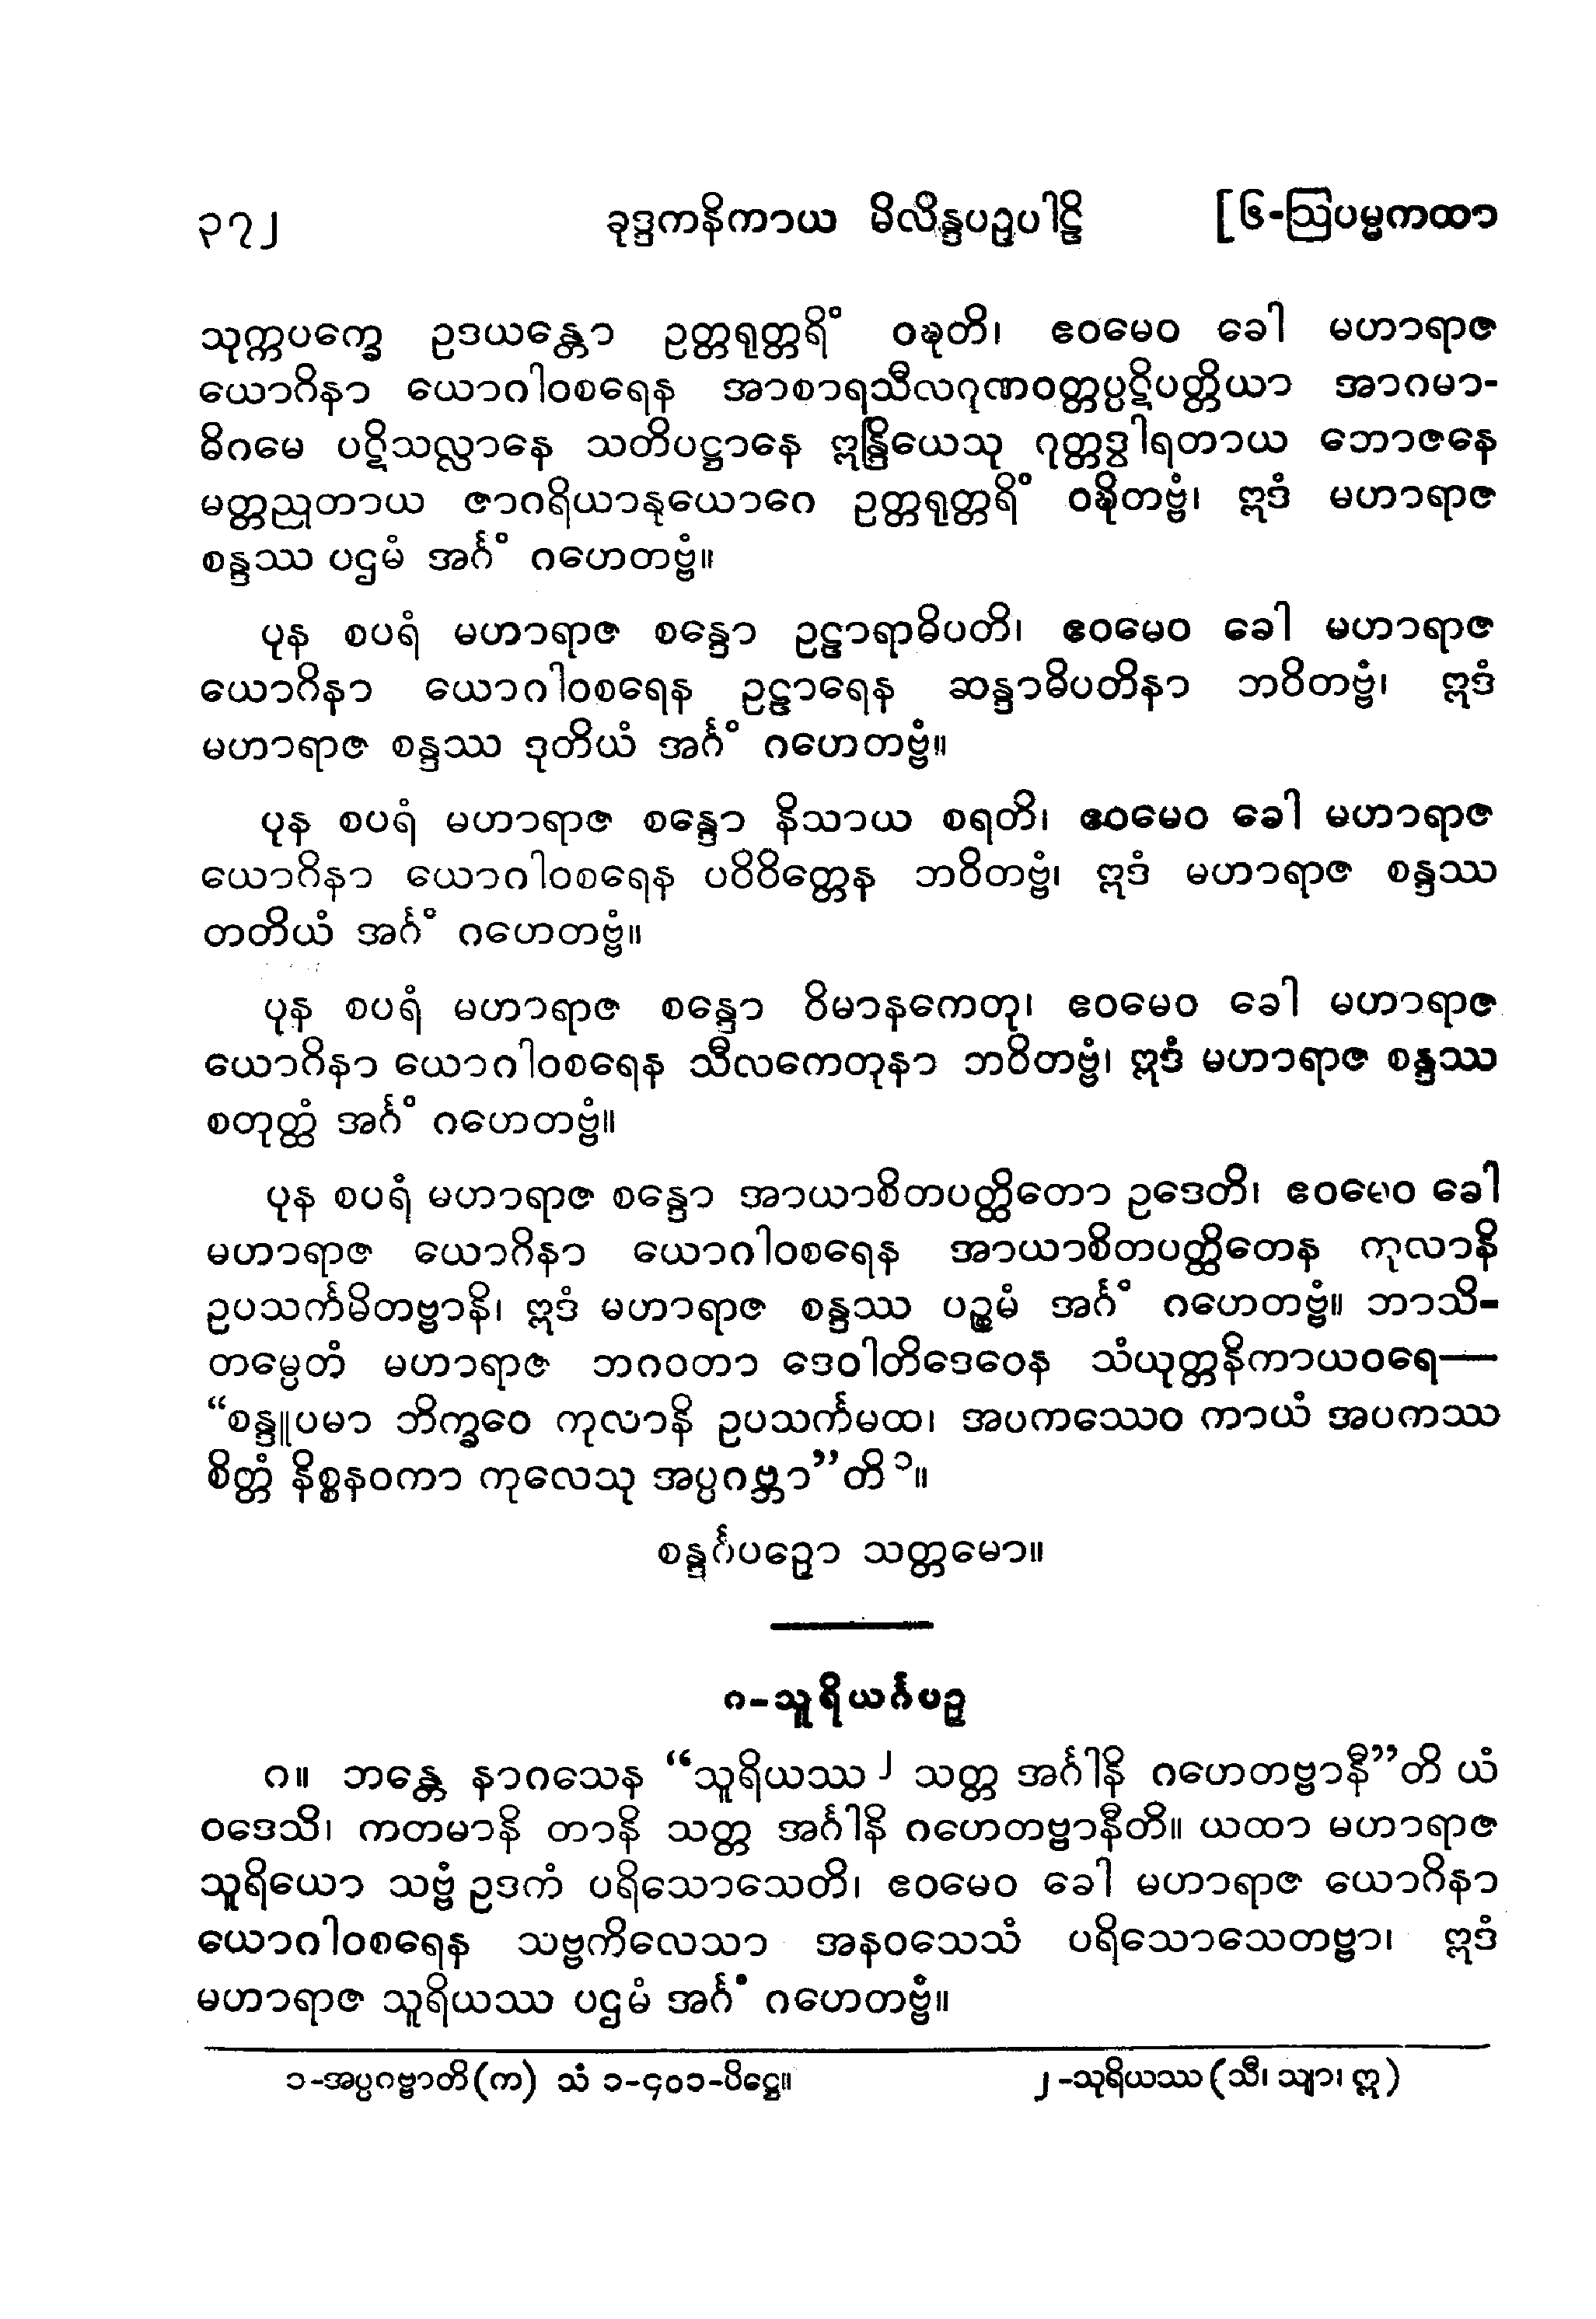 ၃၇၂ ခုဒ္ဒကနိကာယ မိလိန္ဒပဉှပါဠိ [၆-ဩပမ္မကထာ
သုက္ကပက္ခေ ဥဒယန္တော ဥတ္တရုတ္တရိံ ဝဍ္ဎတိ၊ ဧဝမေဝ ခေါ မဟာရာဇ
ယောဂိနာ ယောဂါဝစရေန အာစာရသီလဂုဏဝတ္တပ္ပဋိပတ္တိယာ အာဂမာ-
ဓိဂမေ ပဋိသလ္လာနေ သတိပဋ္ဌာနေ ဣန္ဒြိယေသု ဂုတ္တဒွါရတာယ ဘောဇနေ
မတ္တညုတာယ ဇာဂရိယာနုယောဂေ ဥတ္တရုတ္တရိံ ဝဍ္ဎိတဗ္ဗံ၊ ဣဒံ မဟာရာဇ
စန္ဒဿ ပဌမံ အင်္ဂံ ဂဟေတဗ္ဗံ။
ပုန စပရံ မဟာရာဇ စန္ဒော ဥဠာရာဓိပတိ၊ ဧဝမေဝ ခေါ မဟာရာဇ
ယောဂိနာ ယောဂါဝစရေန ဥဠာရေန ဆန္ဒာဓိပတိနာ ဘဝိတဗ္ဗံ၊ ဣဒံ
မဟာရာဇ စန္ဒဿ ဒုတိယံ အင်္ဂံ ဂဟေတဗ္ဗံ။
ပုန စပရံ မဟာရာဇ စန္ဒော နိသာယ စရတိ၊ ဧဝမေဝ ခေါ မဟာရာဇ
ယောဂိနာ ယောဂါဝစရေန ပဝိဝိတ္တေန ဘဝိတဗ္ဗံ၊ ဣဒံ မဟာရာဇ စန္ဒဿ
တတိယံ အင်္ဂံ ဂဟေတဗ္ဗံ။
ပုန စပရံ မဟာရာဇ စန္ဒော ဝိမာနကေတု၊ ဧဝမေဝ ခေါ မဟာရာဇ
ယောဂိနာ ယောဂါဝစရေန သီလကေတုနာ ဘဝိတဗ္ဗံ၊ ဣဒံ မဟာရာဇ စန္ဒဿ
စတုတ္ထံ အင်္ဂံ ဂဟေတဗ္ဗံ။
ပုန စပရံ မဟာရာဇ စန္ဒော အာယာစိတပတ္ထိတော ဥဒေတိ၊ ဧဝမေဝ ခေါ
မဟာရာဇ ယောဂိနာ ယောဂါဝစရေန အာယာစိတပတ္ထိတေန ကုလာနိ
ဥပသင်္ကမိတဗ္ဗာနိ၊ ဣဒံ မဟာရာဇ စန္ဒဿ ပဉ္စမံ အင်္ဂံ ဂဟေတဗ္ဗံ။ ဘာသိ-
တမ္ပေတံ မဟာရာဇ ဘဂဝတာ ဒေဝါတိဒေဝေန သံယုတ္တနိကာယဝရေ—
“စန္ဒူပမာ ဘိက္ခဝေ ကုလာနိ ဥပသင်္ကမထ၊ အပကဿေဝ ကာယံ အပကဿ
စိတ္တံ နိစ္စနဝကာ ကုလေသု အပ္ပဂဗ္ဘာ”တိ ၁။
စန္ဒင်္ဂပဉှော သတ္တမော။
ဂ-သူရိယင်္ဂပဉှ
ဂ။ ဘန္တေ နာဂသေန “သူရိယဿ ၂ သတ္တ အင်္ဂါနိ ဂဟေတဗ္ဗာနီ”တိ ယံ
ဝဒေသိ၊ ကတမာနိ တာနိ သတ္တ အင်္ဂါနိ ဂဟေတဗ္ဗာနီတိ။ ယထာ မဟာရာဇ
သူရိယော သဗ္ဗံ ဥဒကံ ပရိသောသေတိ၊ ဧဝမေဝ ခေါ မဟာရာဇ ယောဂိနာ
ယောဂါဝစရေန သဗ္ဗကိလေသာ အနဝသေသံ ပရိသောသေတဗ္ဗာ၊ ဣဒံ
မဟာရာဇ သူရိယဿ ပဌမံ အင်္ဂံ ဂဟေတဗ္ဗံ။
၁-အပ္ပဂဗ္ဗာတိ (က) သံ ၁-၄၀၁-ပိဋ္ဌေ။ ၂-သုရိယဿ (သီ၊ သျာ၊ ဣ)